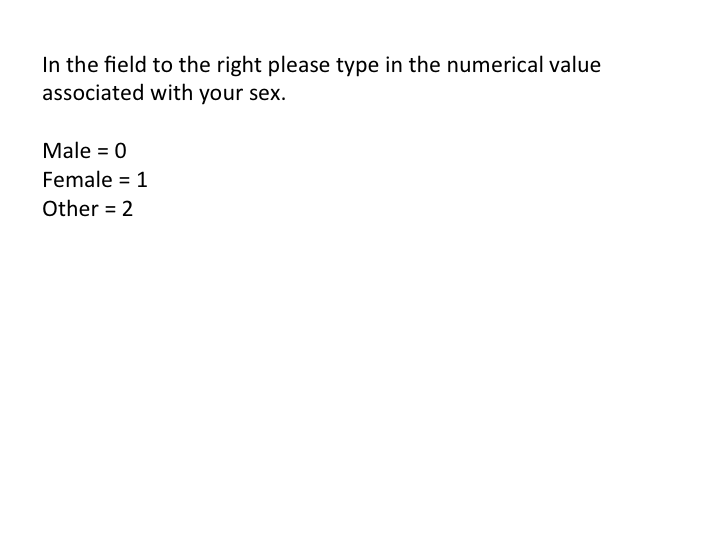 In the field to the right please type in the numerical value
associated with your sex.
Male = 0
Female = 1
Other = 2